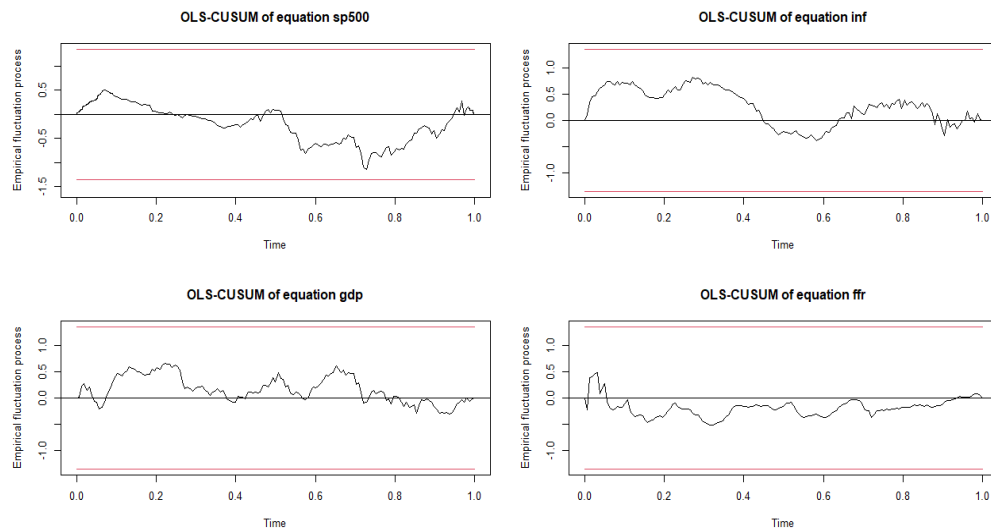 OLS-CUSUM of equation sp500
Empirical fluctuation process
0.5
-0.5
-1.5
0.0 0.2 0.4 0.6 0.8 1.0
Time
OLS-CUSUM of equation inf
Empirical fluctuation process
1.0
0.5
0.0
-1.0
0.0 0.2 0.4 0.6 0.8 1.0
Time
OLS-CUSUM of equation gdp
Empirical fluctuation process
1.0
0.5
0.0
-1.0
0.0 0.2 0.4 0.6 0.8 1.0
Time
OLS-CUSUM of equation ffr
Empirical fluctuation process
1.0
0.5
0.0
-1.0
0.0 0.2 0.4 0.6 0.8 1.0
Time